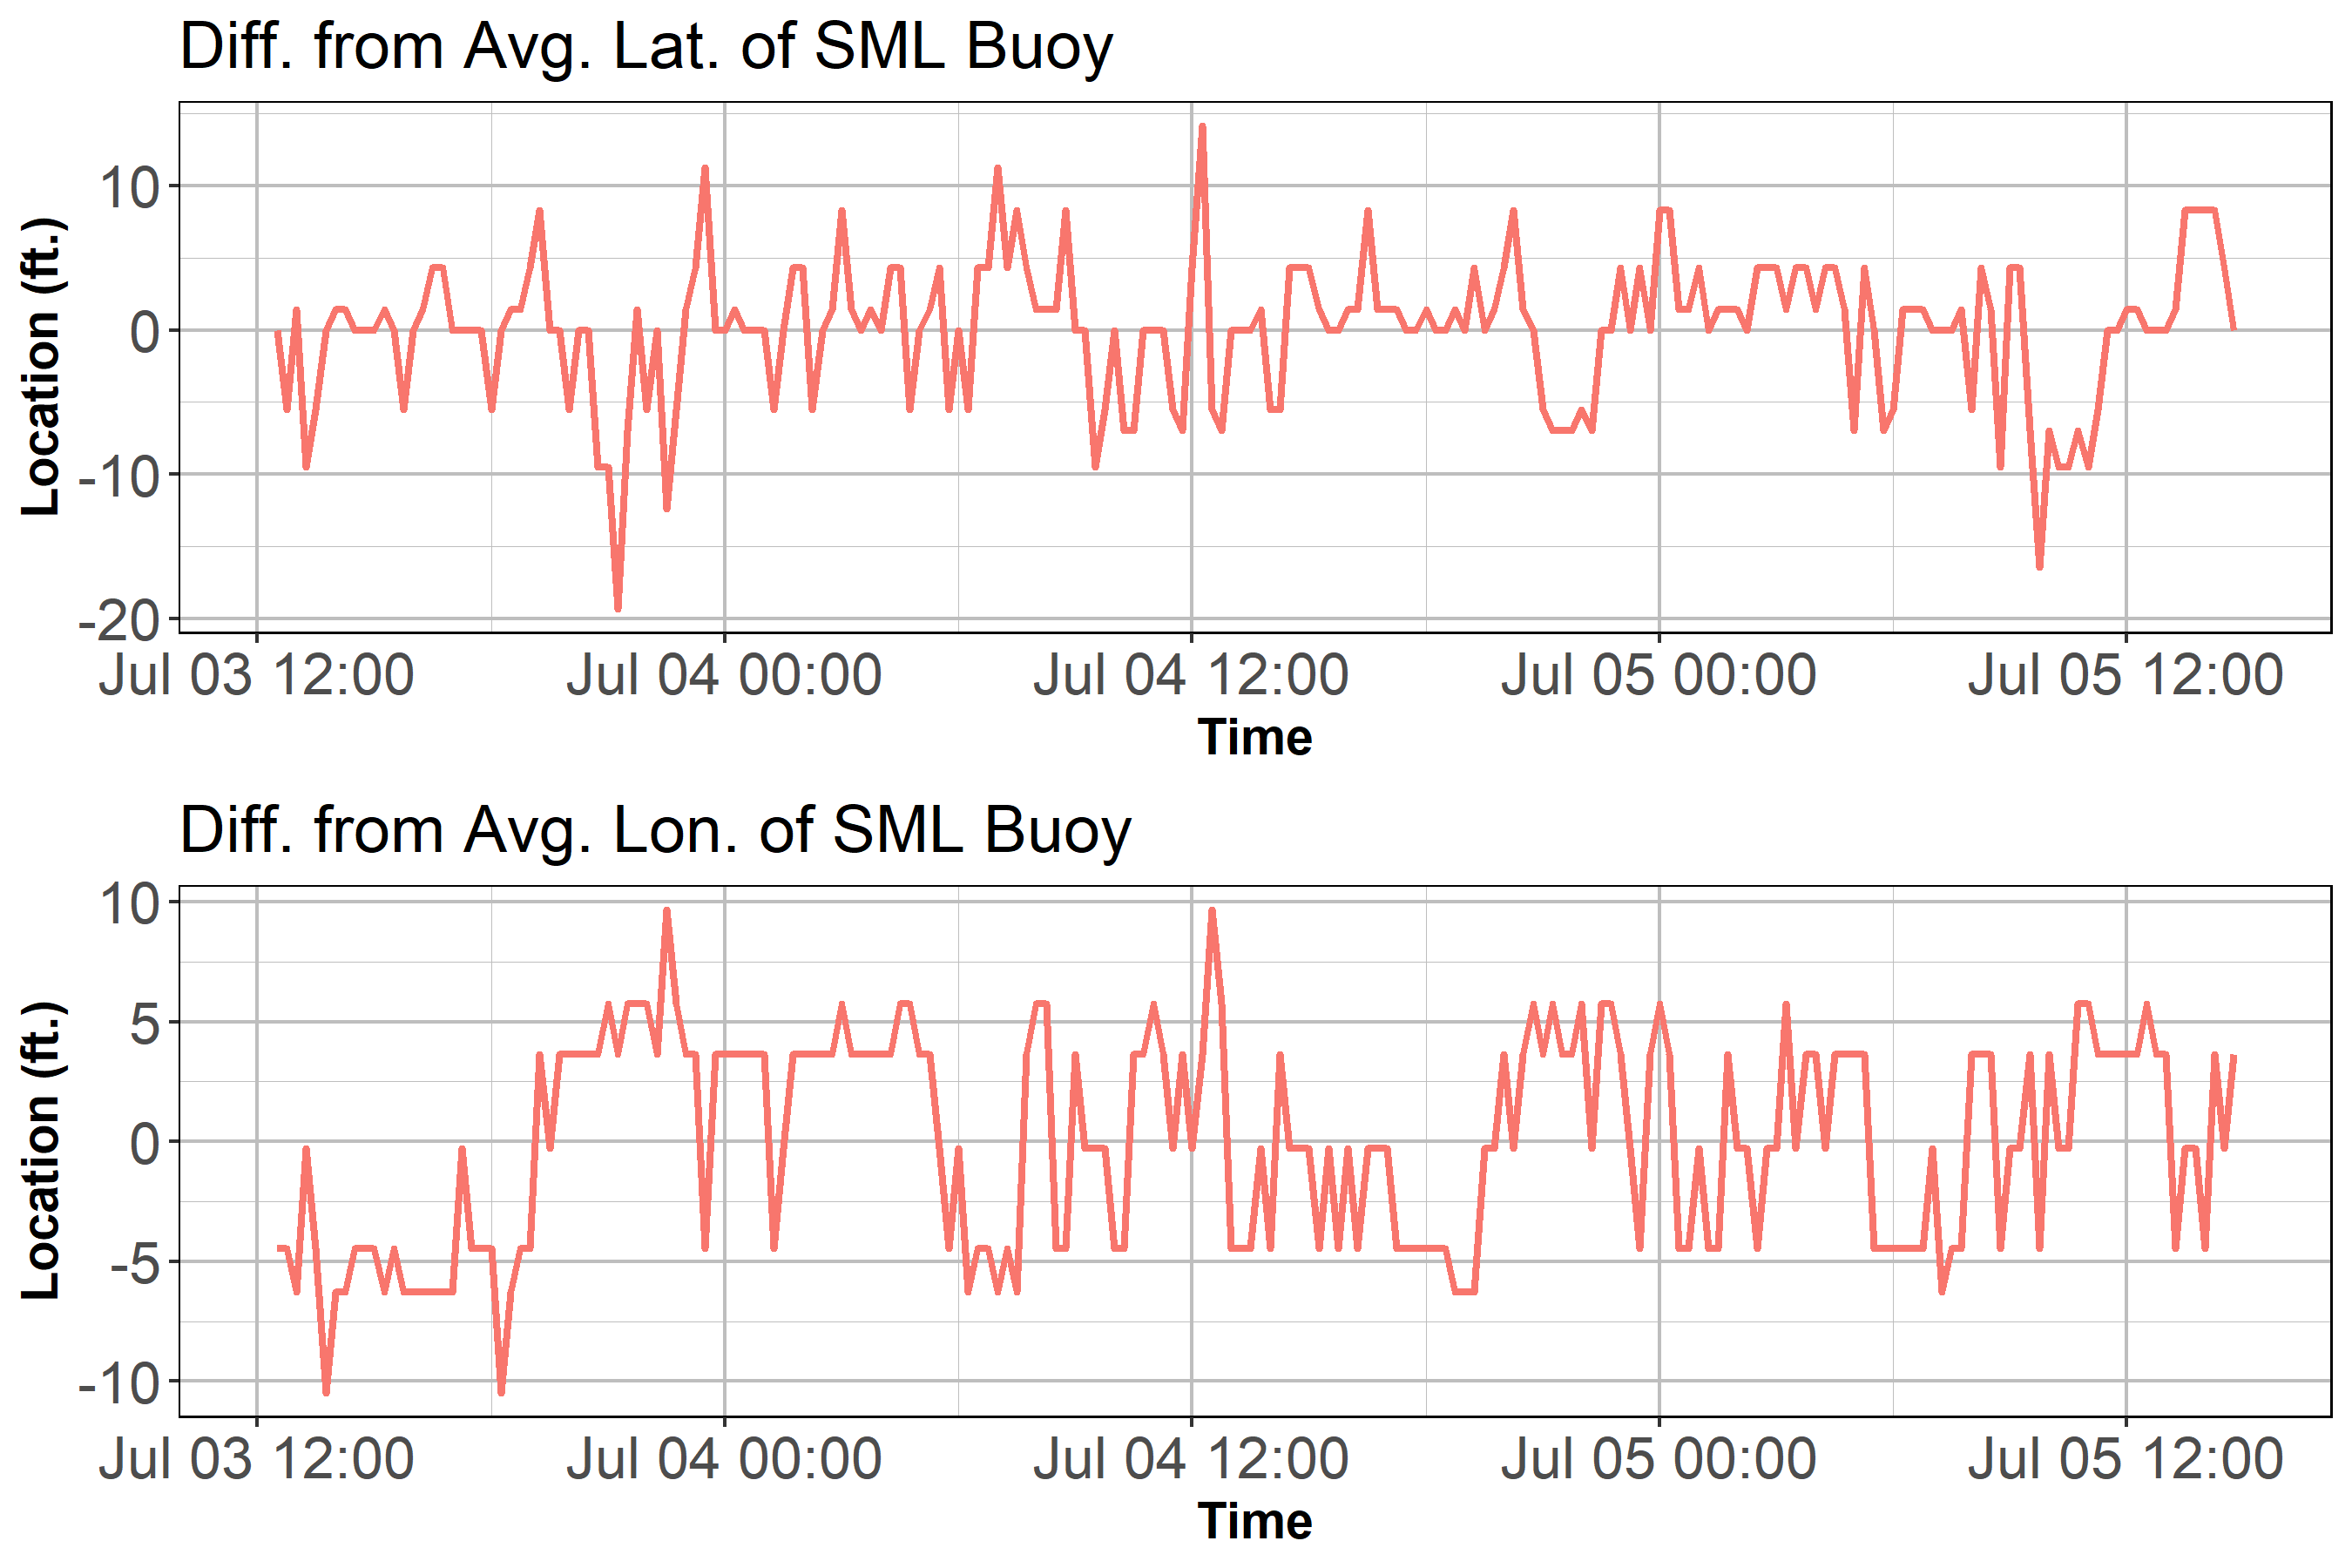 Diff. from Avg. Lat. of SML Buoy
Location (ft.)
10
0
-10
-20
Jul 03 12:00 Jul 04 00:00 Jul 04 12:00 Jul 05 00:00 Jul 05 12:00
Time
Diff. from Avg. Lon. of SML Buoy
Location (ft.)
10
5
0
-5
-10
Jul 03 12:00 Jul 04 00:00 Jul 04 12:00 Jul 05 00:00 Jul 05 12:00
Time